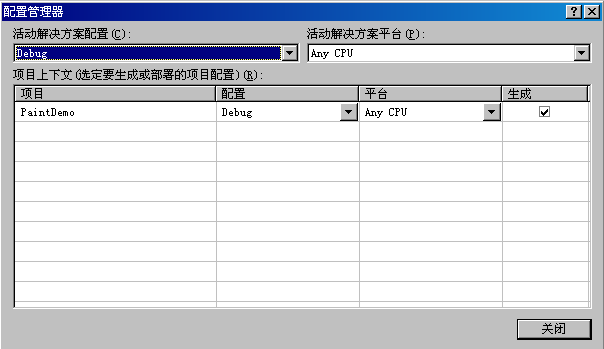 配置管理器
活动解决方案配置(C): 活动解决方案平台(P):
Debug Any CPU
项目上下文(选定要生成或部署的项目配置)(R):
项目 配置 平台 生成
PaintDemo Debug Any CPU
关闭